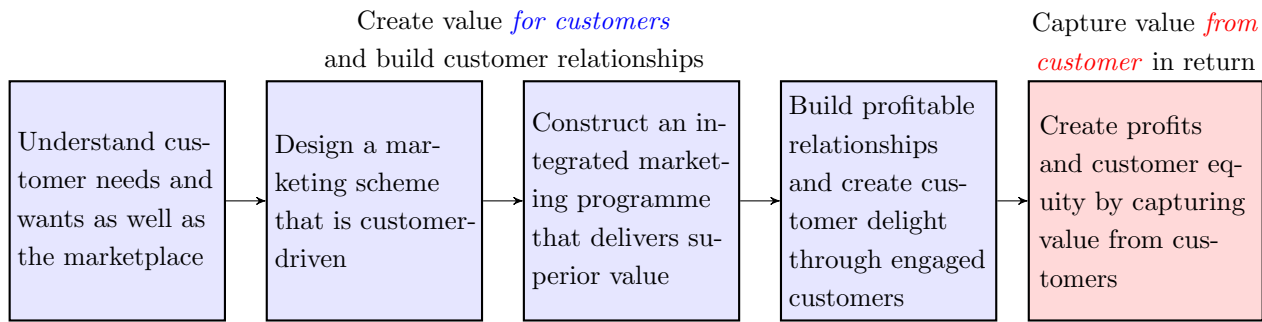 Create value for customers
and build customer relationships
Capture value from
customer in return
Understand cus-
tomer needs and
wants as well as
the marketplace
Design a mar-
keting scheme
that is customer-
driven
Construct an in-
tegrated market-
ing programme
that delivers su-
perior value
Build profitable
relationships
and create cus-
tomer delight
through engaged
customers
Create profits
and customer eq-
uity by capturing
value from cus-
tomers